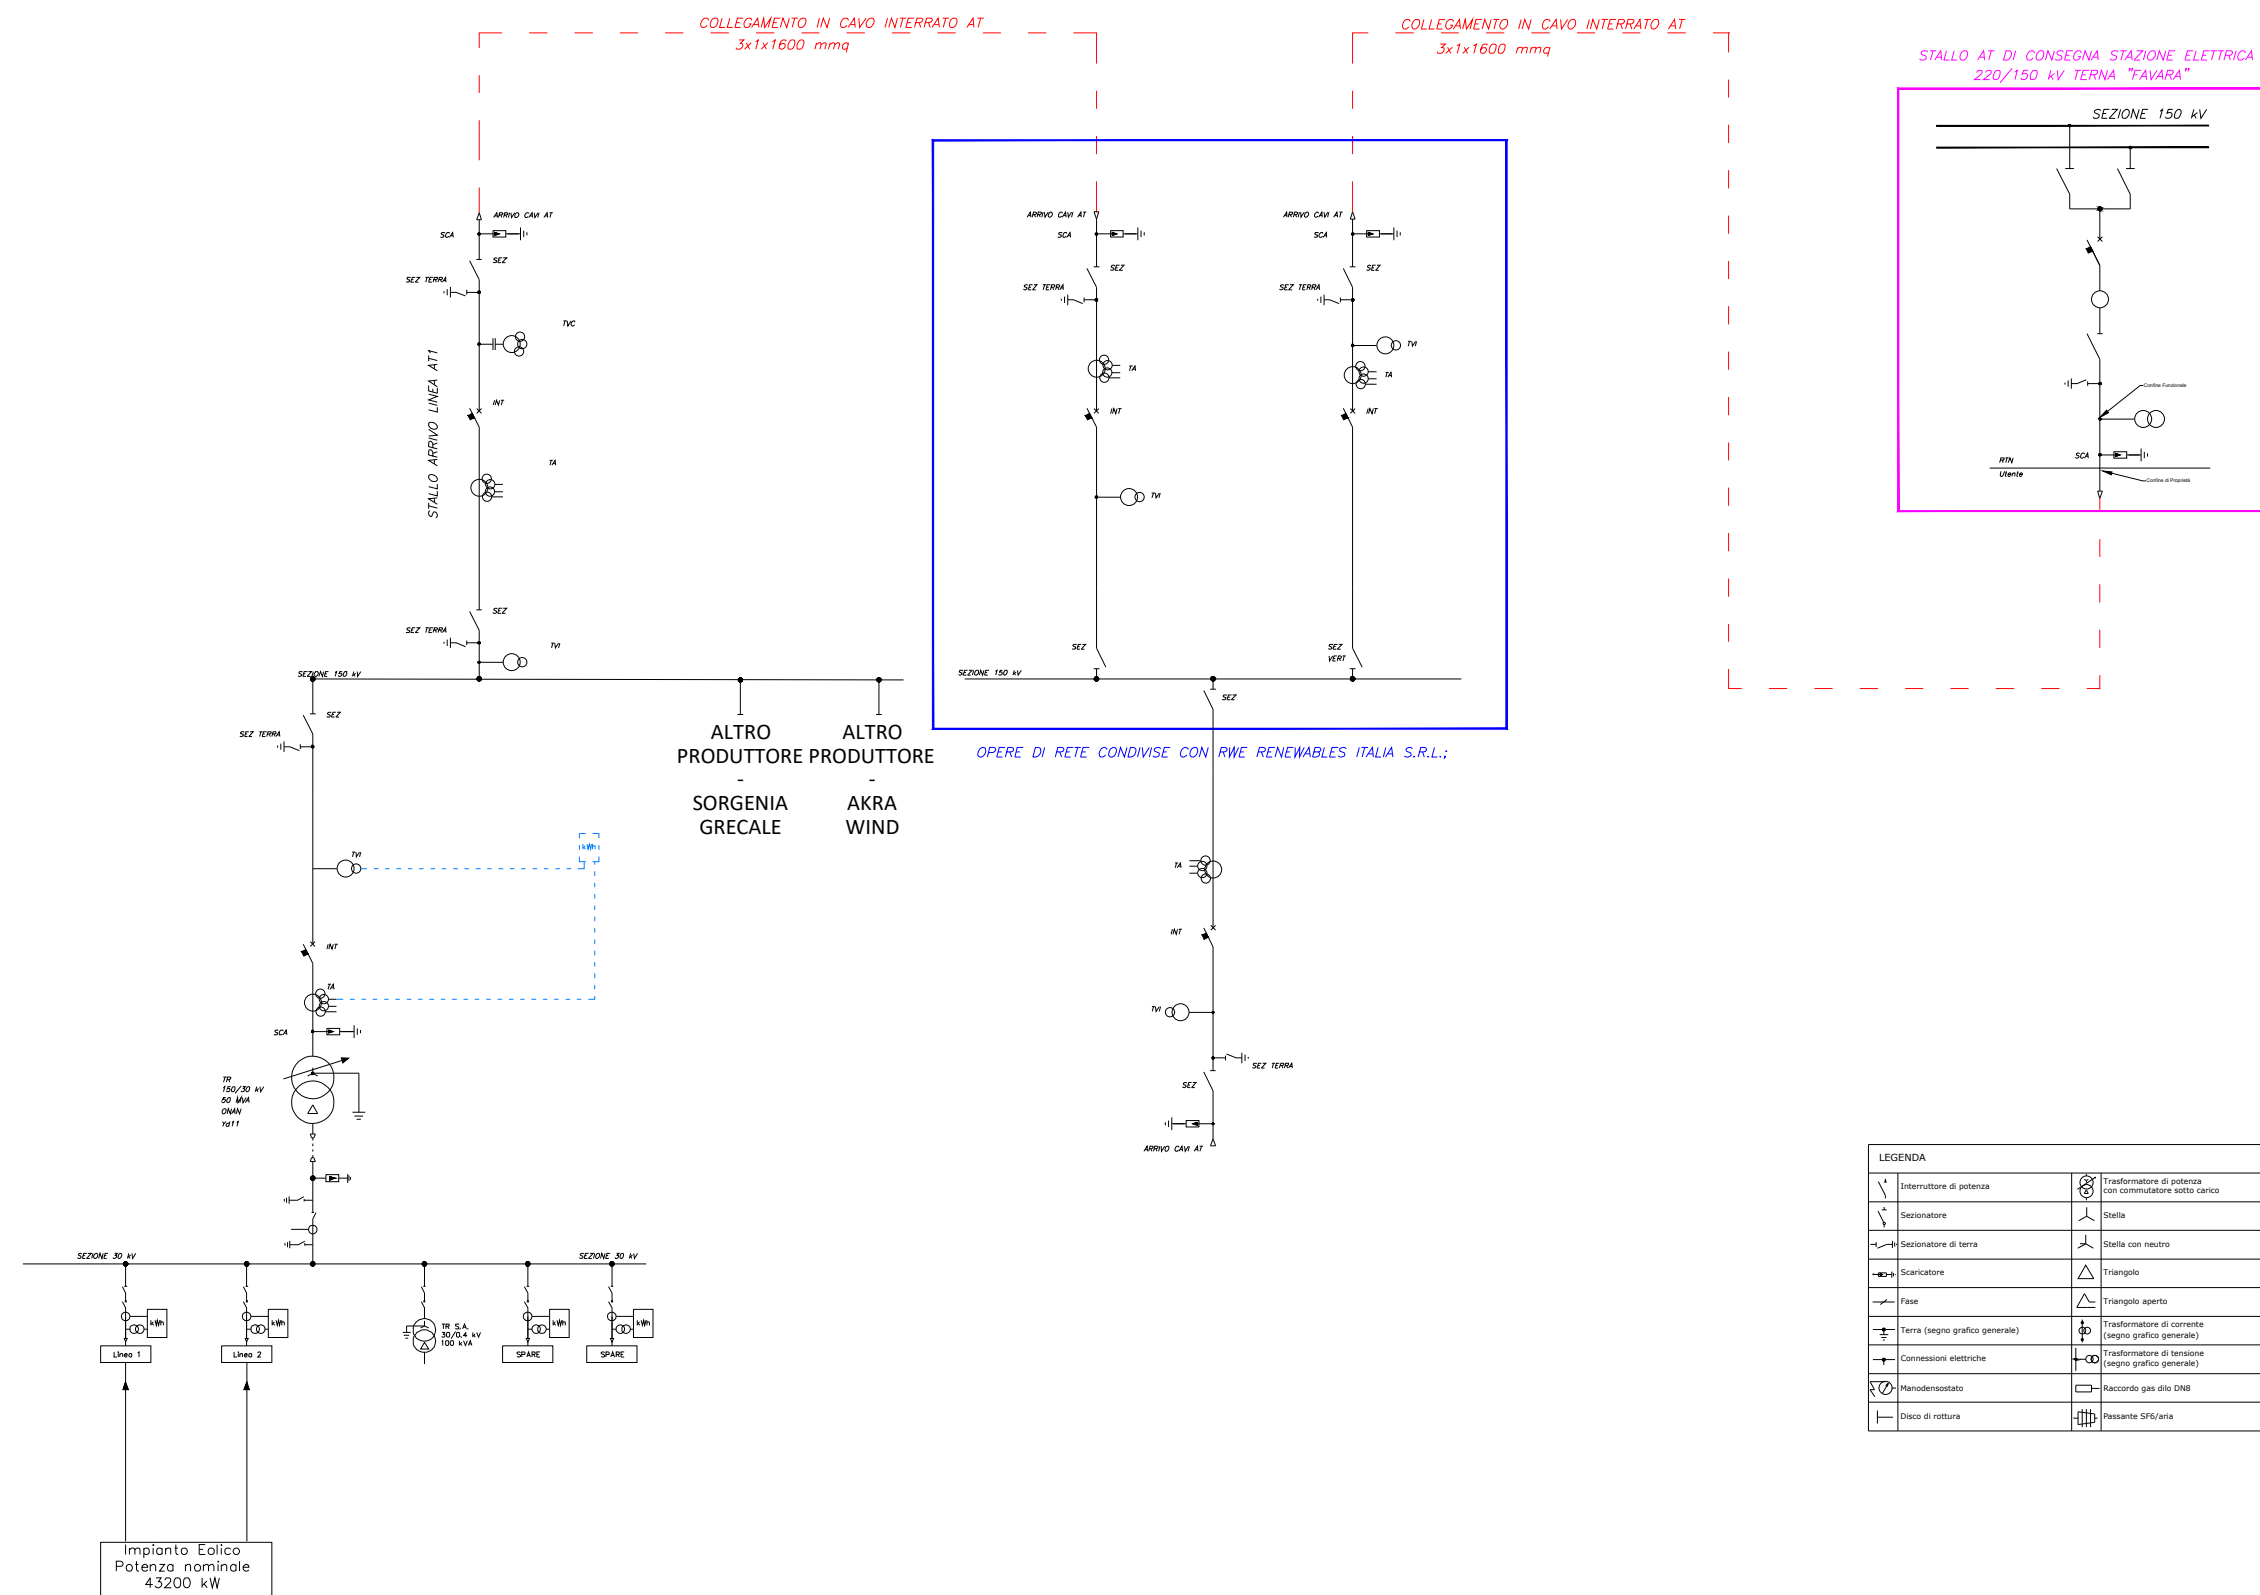 COLLEGAMENTO IN CAVO INTERRATO AT
3x1x1600 mmq
COLLEGAMENTO IN CAVO INTERRATO AT
3x1x1600 mmq
STALLO AT DI CONSEGNA STAZIONE ELETTRICA
220/150 kV TERNA "FAVARA"
SEZIONE 150 kV
Confine Funzionale
SCA
RTN
Utente
Confine di Proprietà
ARRIVO CAVI AT
SCA
SEZ
SEZ TERRA
TVC
STALLO ARRIVO LINEA AT1
INT
TA
SEZ
SEZ TERRA
TVI
SEZIONE 150 kV
ARRIVO CAVI AT
SCA
SEZ
SEZ TERRA
TA
INT
TVI
SEZ
ARRIVO CAVI AT
SCA
SEZ
SEZ TERRA
TVI
TA
INT
SEZ
VERT
SEZIONE 150 kV
SEZ
OPERE DI RETE CONDIVISE CON RWE RENEWABLES ITALIA S.R.L.;
TA
INT
TVI
SEZ TERRA
SEZ
ARRIVO CAVI AT
ALTRO
PRODUTTORE
-
SORGENIA
GRECALE
ALTRO
PRODUTTORE
-
AKRA
WIND
SEZ
SEZ TERRA
TVI
kWh
INT
TA
SCA
TR
150/30 kV
50 MVA
ONAN
Yd11
SEZIONE 30 kV
SEZIONE 30 kV
kWh
kWh
kWh
kWh
TR S.A.
30/0.4 kV
100 kVA
Linea 1
Linea 2
SPARE
SPARE
Impianto Eolico
Potenza nominale
43200 kW
LEGENDA
Interruttore di potenza
Trasformatore di potenza
con commutatore sotto carico
Sezionatore
Stella
Sezionatore di terra
Stella con neutro
Scaricatore
Triangolo
Fase
Triangolo aperto
Terra (segno grafico generale)
Trasformatore di corrente
(segno grafico generale)
Connessioni elettriche
Trasformatore di tensione
(segno grafico generale)
Manodensostato
Raccordo gas dilo DN8
Disco di rottura
Passante SF6/aria